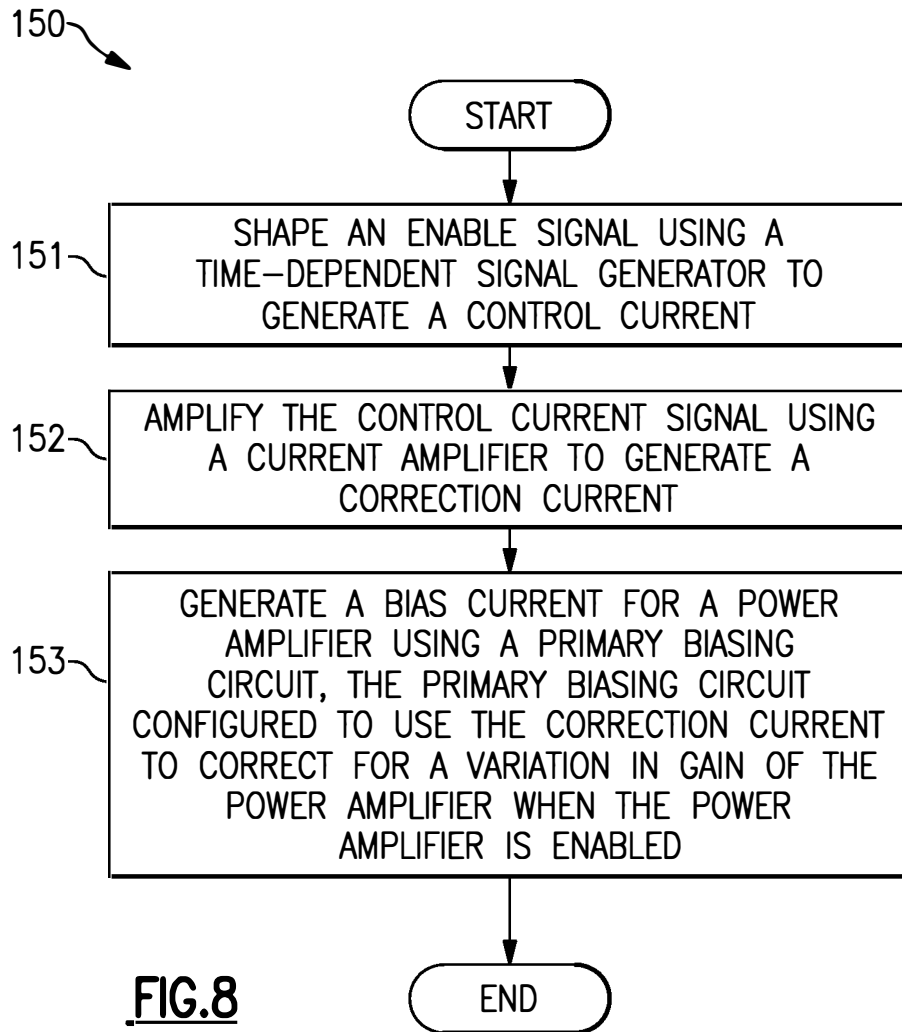 150
START
151
SHAPE AN ENABLE SIGNAL USING A
TIME-DEPENDENT SIGNAL GENERATOR TO
GENERATE A CONTROL CURRENT
152
AMPLIFY THE CONTROL CURRENT SIGNAL USING
A CURRENT AMPLIFIER TO GENERATE A
CORRECTION CURRENT
153
GENERATE A BIAS CURRENT FOR A POWER
AMPLIFIER USING A PRIMARY BIASING
CIRCUIT, THE PRIMARY BIASING CIRCUIT
CONFIGURED TO USE THE CORRECTION CURRENT
TO CORRECT FOR A VARIATION IN GAIN OF THE
POWER AMPLIFIER WHEN THE POWER
AMPLIFIER IS ENABLED
END
FIG.8